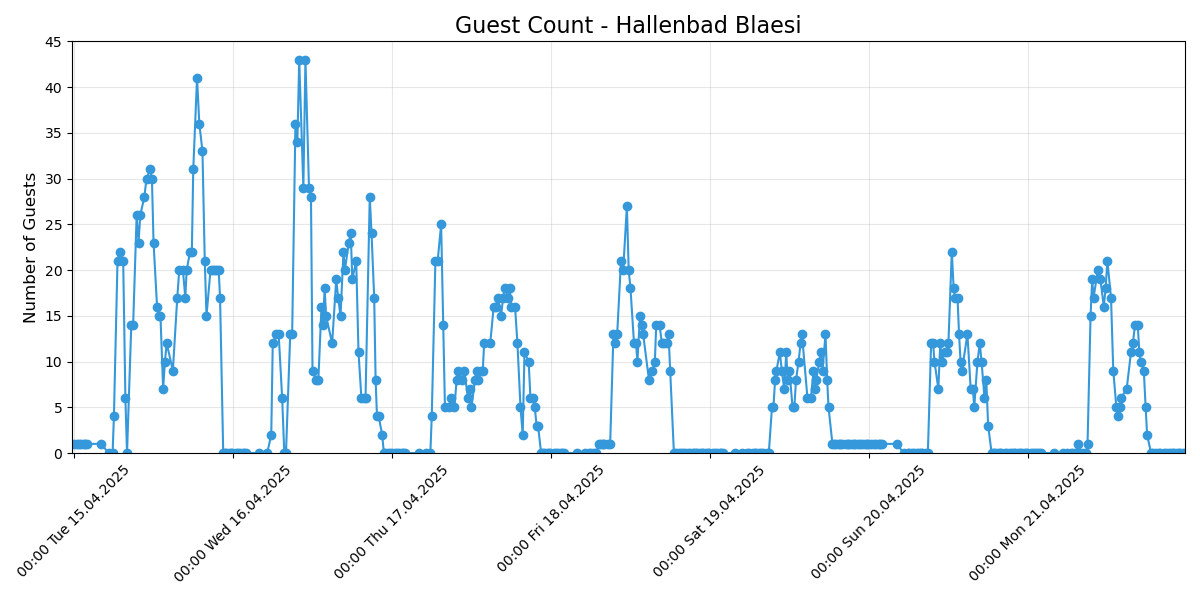 Guest Count - Hallenbad Blaesi
Number of Guests
45
40
35
30
25
20
15
10
5
0
00:00 Tue 15.04.2025
00:00 Wed 16.04.2025
00:00 Thu 17.04.2025
00:00 Fri 18.04.2025
00:00 Sat 19.04.2025
00:00 Sun 20.04.2025
00:00 Mon 21.04.2025